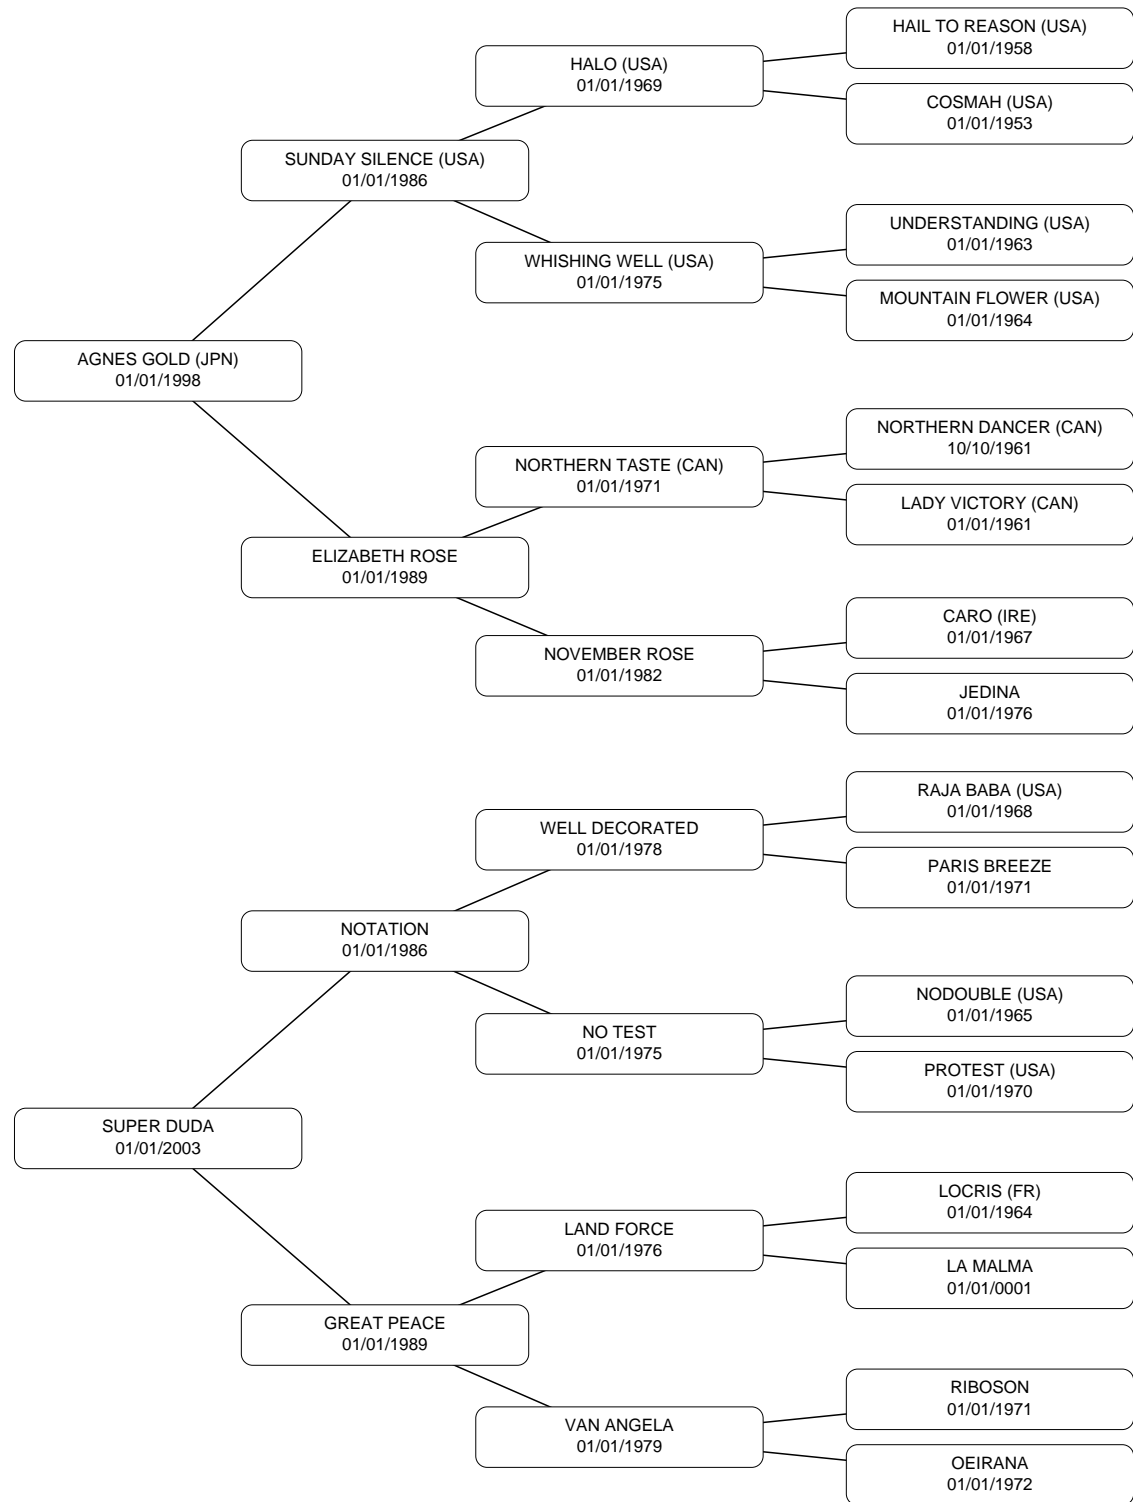 HAIL TO REASON (USA)
01/01/1958
HALO (USA)
01/01/1969
COSMAH (USA)
01/01/1953
SUNDAY SILENCE (USA)
01/01/1986
UNDERSTANDING (USA)
01/01/1963
WHISHING WELL (USA)
01/01/1975
MOUNTAIN FLOWER (USA)
01/01/1964
AGNES GOLD (JPN)
01/01/1998
NORTHERN DANCER (CAN)
10/10/1961
NORTHERN TASTE (CAN)
01/01/1971
LADY VICTORY (CAN)
01/01/1961
ELIZABETH ROSE
01/01/1989
CARO (IRE)
01/01/1967
NOVEMBER ROSE
01/01/1982
JEDINA
01/01/1976
RAJA BABA (USA)
01/01/1968
WELL DECORATED
01/01/1978
PARIS BREEZE
01/01/1971
NOTATION
01/01/1986
NODOUBLE (USA)
01/01/1965
NO TEST
01/01/1975
PROTEST (USA)
01/01/1970
SUPER DUDA
01/01/2003
LOCRIS (FR)
01/01/1964
LAND FORCE
01/01/1976
LA MALMA
01/01/0001
GREAT PEACE
01/01/1989
RIBOSON
01/01/1971
VAN ANGELA
01/01/1979
OEIRANA
01/01/1972